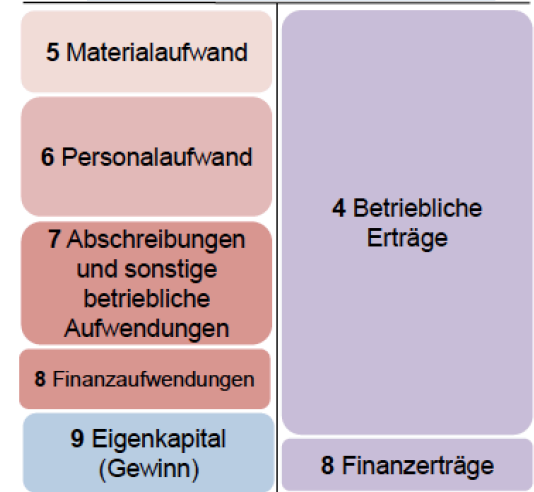 5 Materialaufwand
6 Personalaufwand
7 Abschreibungen
und sonstige
betriebliche
Aufwendungen
8 Finanzaufwendungen
9 Eigenkapital
(Gewinn)
4 Betriebliche
Erträge
8 Finanzerträge